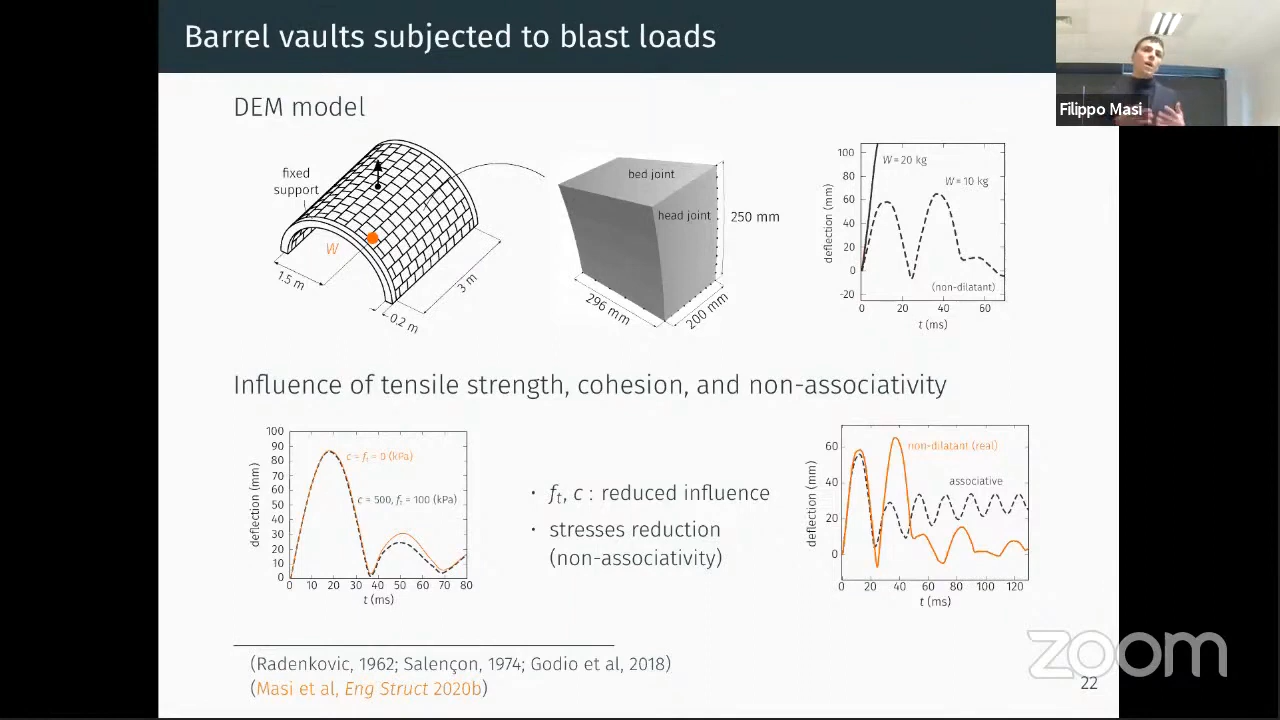 Barrel vaults subjected to blast loads
Filippo Masi
DEM model
fixed
support
W
1.5 m
0.2 m
3 m
bed joint
head joint
250 mm
296 mm
200 mm
deflection (mm)
100
80
60
40
20
0
-20
W = 20 kg
W = 10 kg
(non-dilatant)
0 20 40 60
t (ms)
Influence of tensile strength, cohesion, and non-associativity
deflection (mm)
100
90
80
70
60
50
40
30
20
10
0
c = fₜ = 0 (kPa)
c = 500, fₜ = 100 (kPa)
0 10 20 30 40 50 60 70 80
t (ms)
· fₜ, c : reduced influence
· stresses reduction
(non-associativity)
deflection (mm)
60
40
20
0
non-dilatant (real)
associative
0 20 40 60 80 100 120
t (ms)
(Radenkovic, 1962; Salençon, 1974; Godio et al, 2018)
(Masi et al, Eng Struct 2020b)
zoom
22